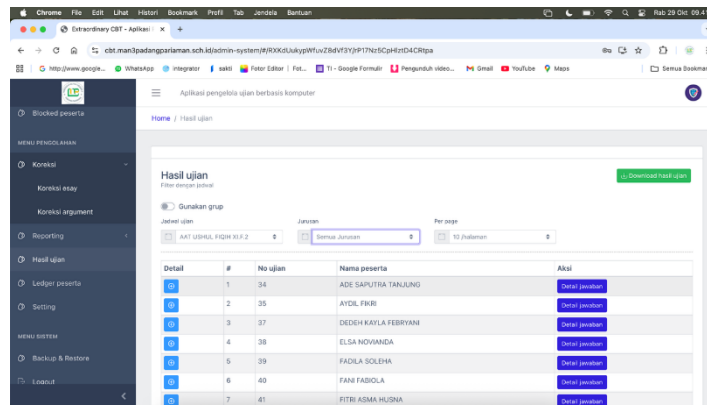 Chrome File Edit Lihat Histori Bookmark Profil Tab Jendela Bantuan Rab 29 Okt 09.41
Extraordinary CBT - Aplikasi
cbt.man3padangpariaman.sch.id/admin-system/#/
http://www.google... WhatsApp integrator sakti Fotor Editor | Fot... TI - Google Formulir Pengunduh video... Gmail YouTube Maps Semua Bookmar
Aplikasi pengelola ujian berbasis komputer
Blocked peserta
Home / Hasil ujian
MENU PENGOLAHAN
Koreksi
Koreksi esay
Koreksi argument
Reporting
Hasil ujian
Ledger peserta
Setting
MENU SISTEM
Backup & Restore
Logout
Hasil ujian
Filter dengan jadwal
Download hasil ujian
Gunakan grup
Jadwal ujian Jurusan Per page
AAT USHUL FIQIH XI.F.2 Semua Jurusan 10 /halaman
Detail # No ujian Nama peserta Aksi
1 34 ADE SAPUTRA TANJUNG Detail jawaban
2 35 AYDIL FIKRI Detail jawaban
3 37 DEDEH KAYLA FEBRYANI Detail jawaban
4 38 ELSA NOVIANDA Detail jawaban
5 39 FADILA SOLEHA Detail jawaban
6 40 FANI FABIOLA Detail jawaban
7 41 FITRI ASMA HUSNA Detail jawaban